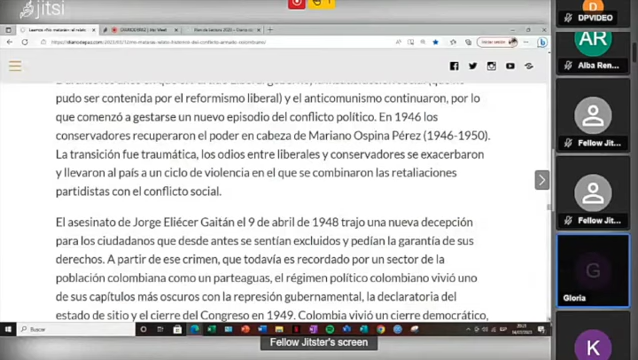 jitsi
DPVIDEO
AR
Alba Ren...
Fellow Jitst...
Fellow Jitst...
G
Gloria
K
pudo ser contenida por el reformismo liberal) y el anticomunismo continuaron, por lo
que comenzó a gestarse un nuevo episodio del conflicto político. En 1946 los
conservadores recuperaron el poder en cabeza de Mariano Ospina Pérez (1946-1950).
La transición fue traumática, los odios entre liberales y conservadores se exacerbaron
y llevaron al país a un ciclo de violencia en el que se combinaron las retaliaciones
partidistas con el conflicto social.
El asesinato de Jorge Eliécer Gaitán el 9 de abril de 1948 trajo una nueva decepción
para los ciudadanos que desde antes se sentían excluidos y pedían la garantía de sus
derechos. A partir de ese crimen, que todavía es recordado por un sector de la
población colombiana como un parteaguas, el régimen político colombiano vivió uno
de sus capítulos más oscuros con la represión gubernamental, la declaratoria del
estado de sitio y el cierre del Congreso en 1949. Colombia vivió un cierre democrático,
Buscar
Fellow Jitster's screen